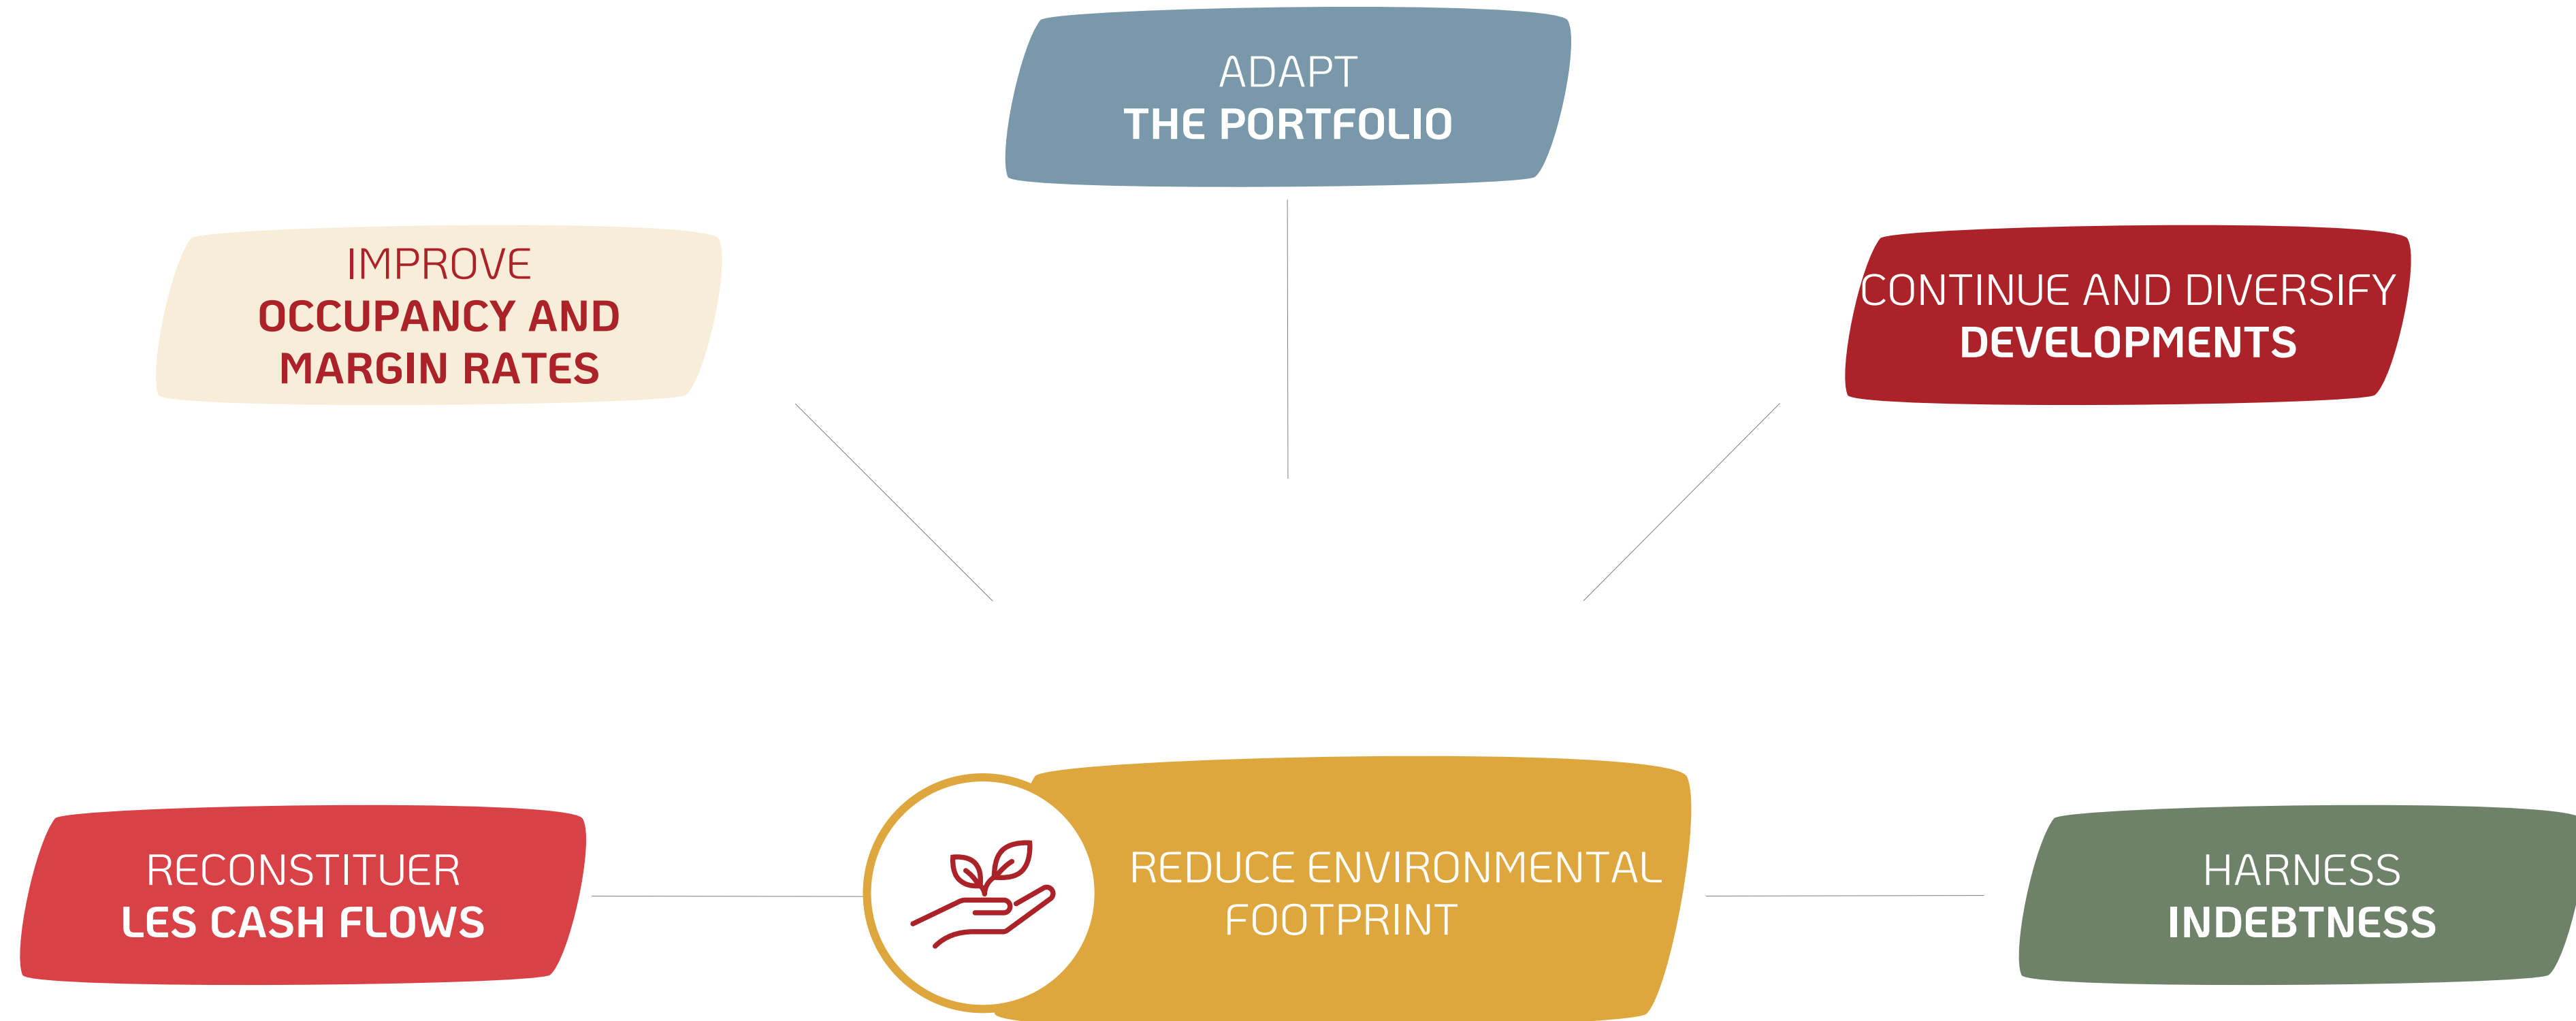 ADAPT
THE PORTFOLIO
IMPROVE
OCCUPANCY AND
MARGIN RATES
CONTINUE AND DIVERSIFY
DEVELOPMENTS
RECONSTITUER
LES CASH FLOWS
REDUCE ENVIRONMENTAL
FOOTPRINT
HARNESS
INDEBTNESS